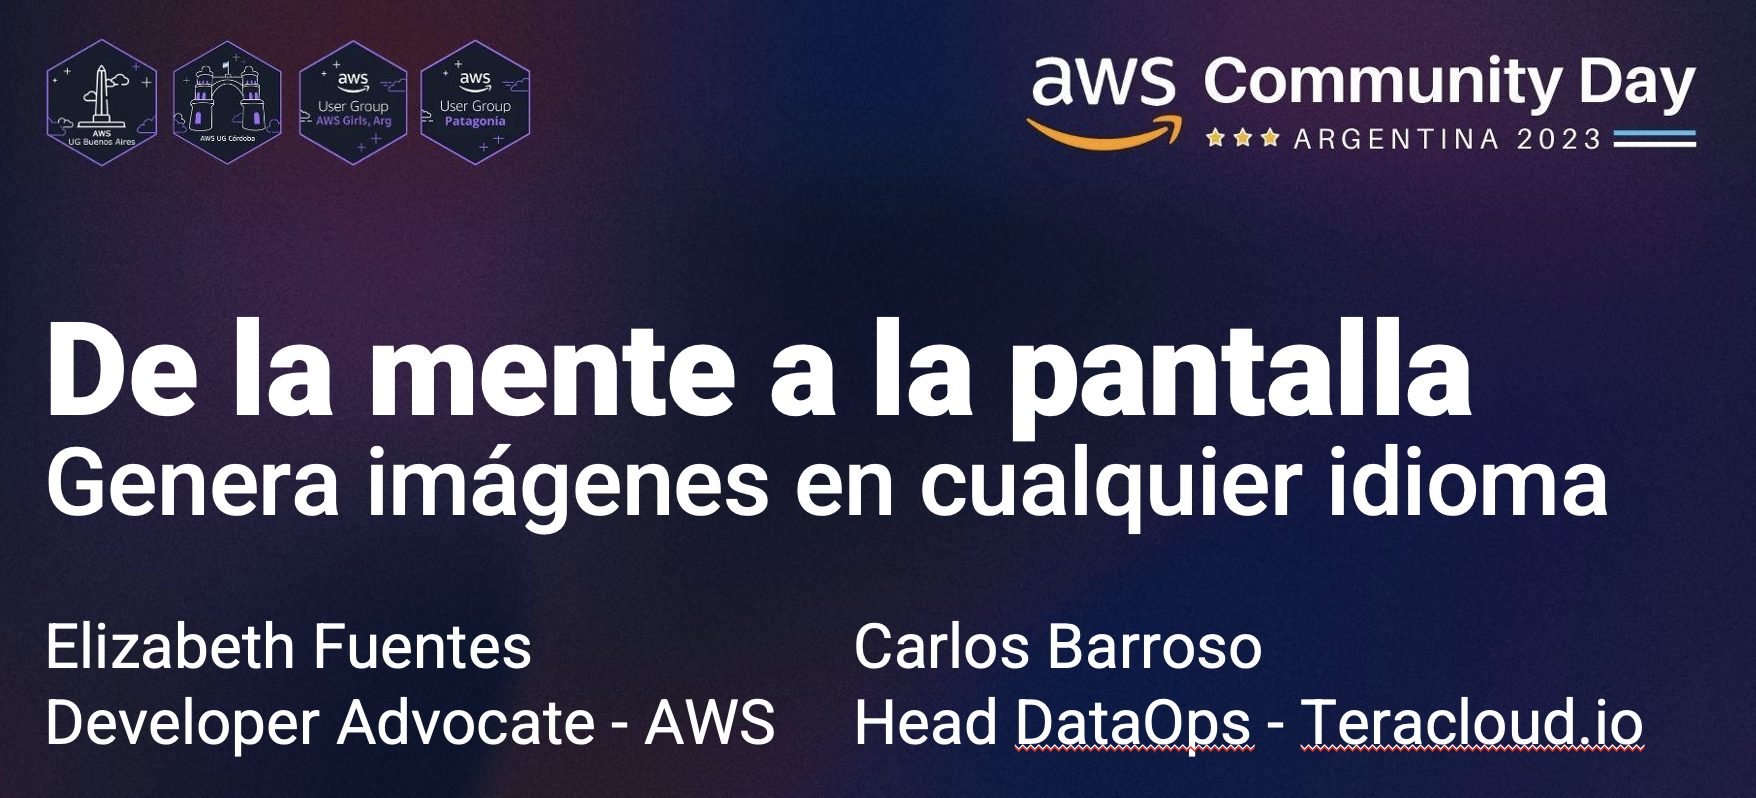 AWS
UG Buenos Aires
AWS UG Córdoba
aws
User Group
AWS Girls, Arg
aws
User Group
Patagonia
aws Community Day
ARGENTINA 2023
De la mente a la pantalla
Genera imágenes en cualquier idioma
Elizabeth Fuentes
Developer Advocate - AWS
Carlos Barroso
Head DataOps - Teracloud.io